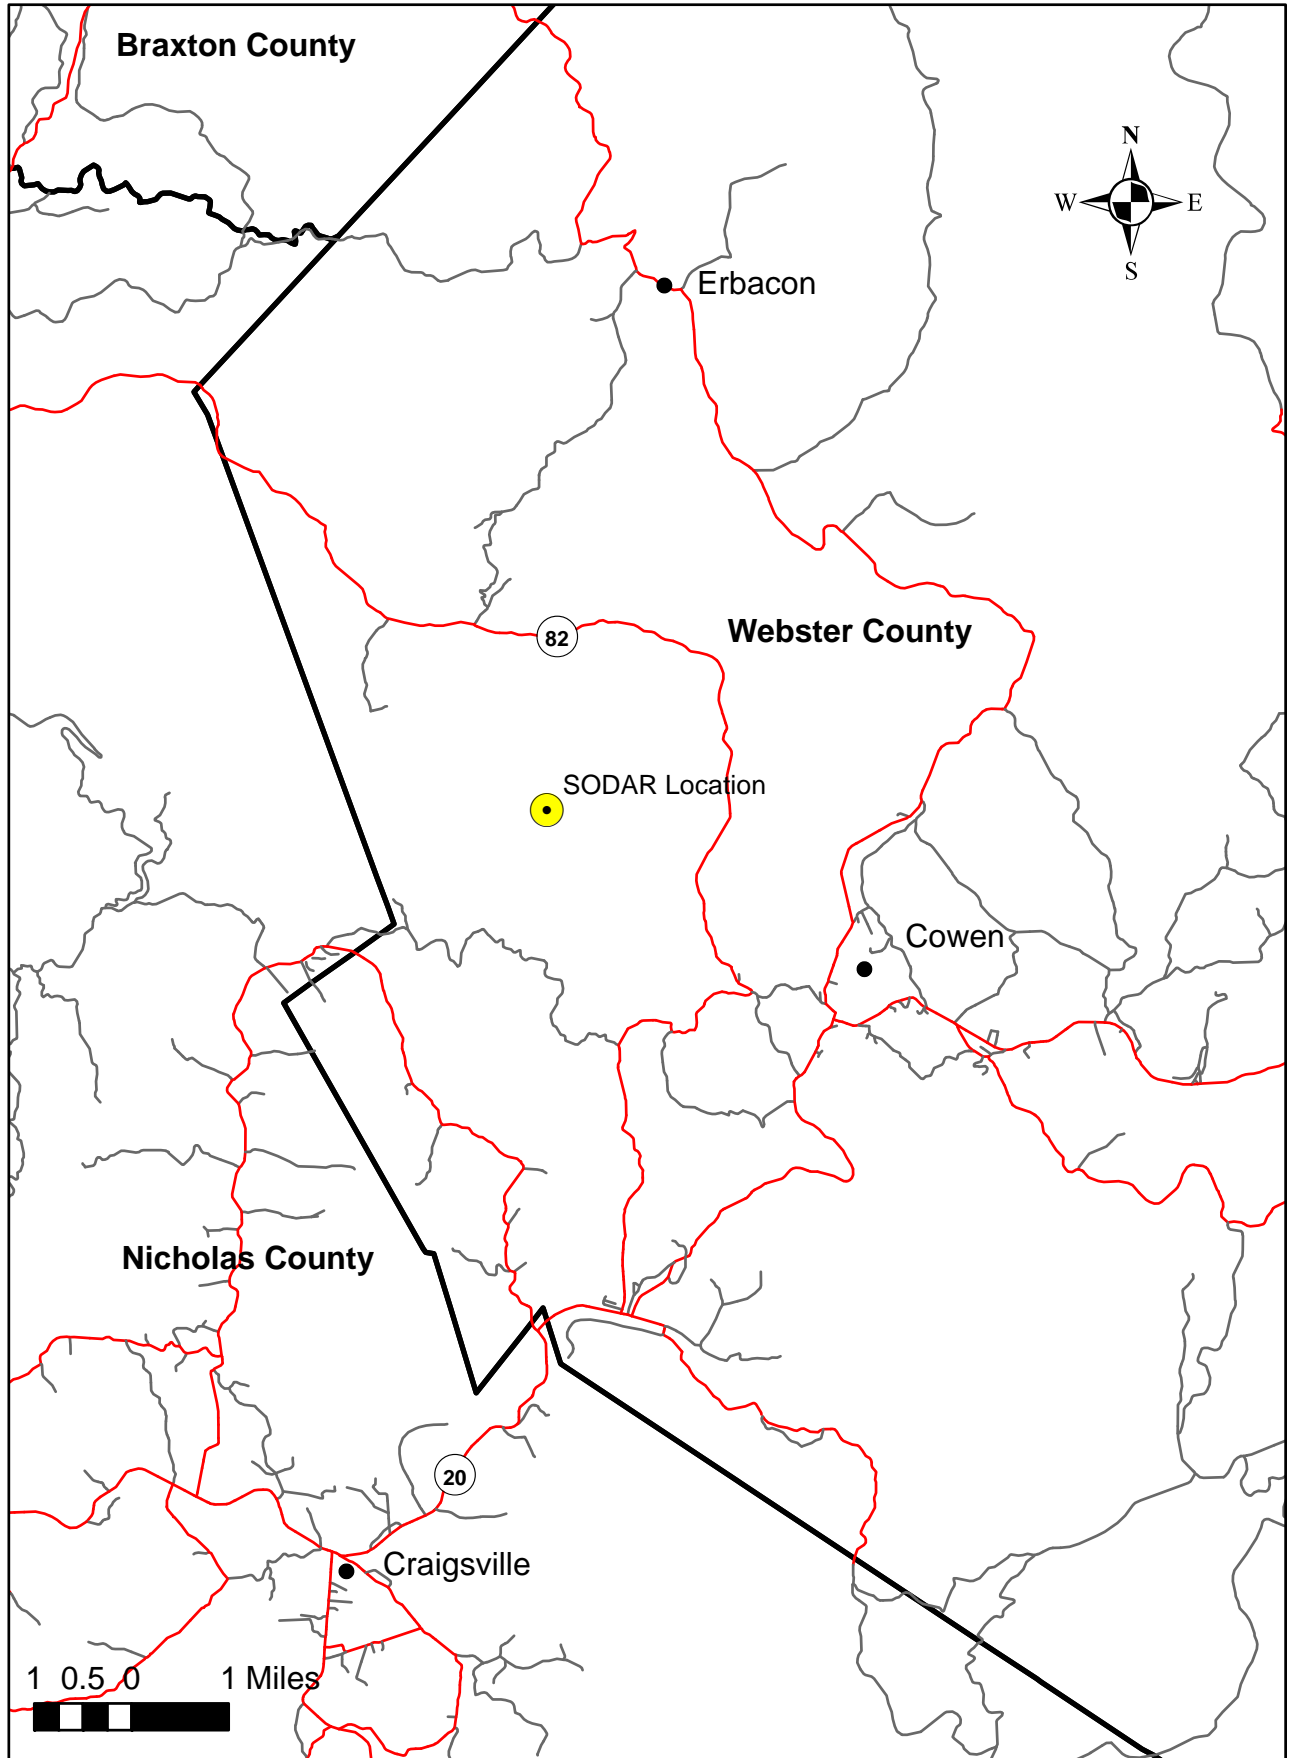 Braxton County
N
W E
S
Erbacon
82
Webster County
SODAR Location
Cowen
Nicholas County
20
Craigsville
1 0.5 0 1 Miles